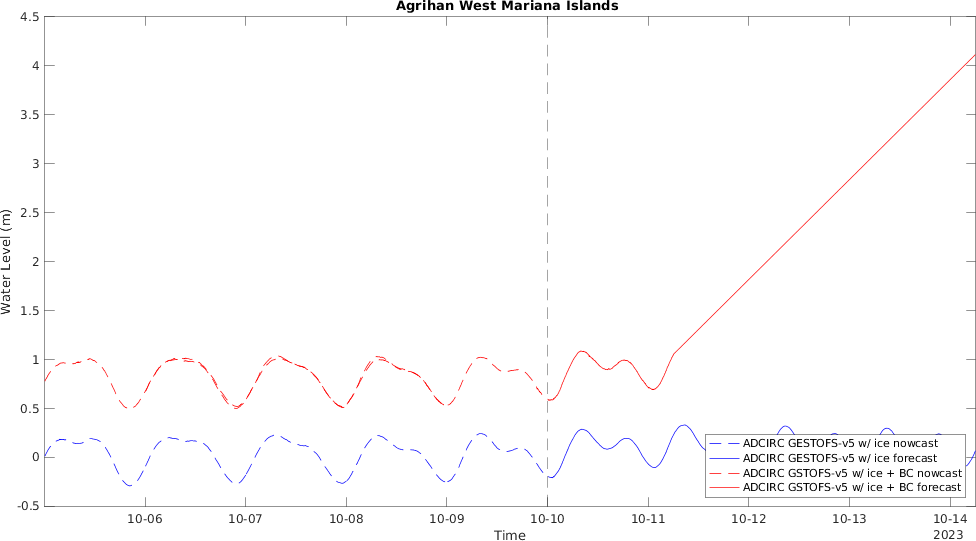 Agrihan West Mariana Islands
4.5
4
3.5
3
2.5
2
1.5
1
0.5
0
-0.5
Water Level (m)
ADCIRC GESTOFS-v5 w/ ice nowcast
ADCIRC GESTOFS-v5 w/ ice forecast
ADCIRC GSTOFS-v5 w/ ice + BC nowcast
ADCIRC GSTOFS-v5 w/ ice + BC forecast
10-06 10-07 10-08 10-09 10-10 10-11 10-12 10-13 10-14
Time 2023